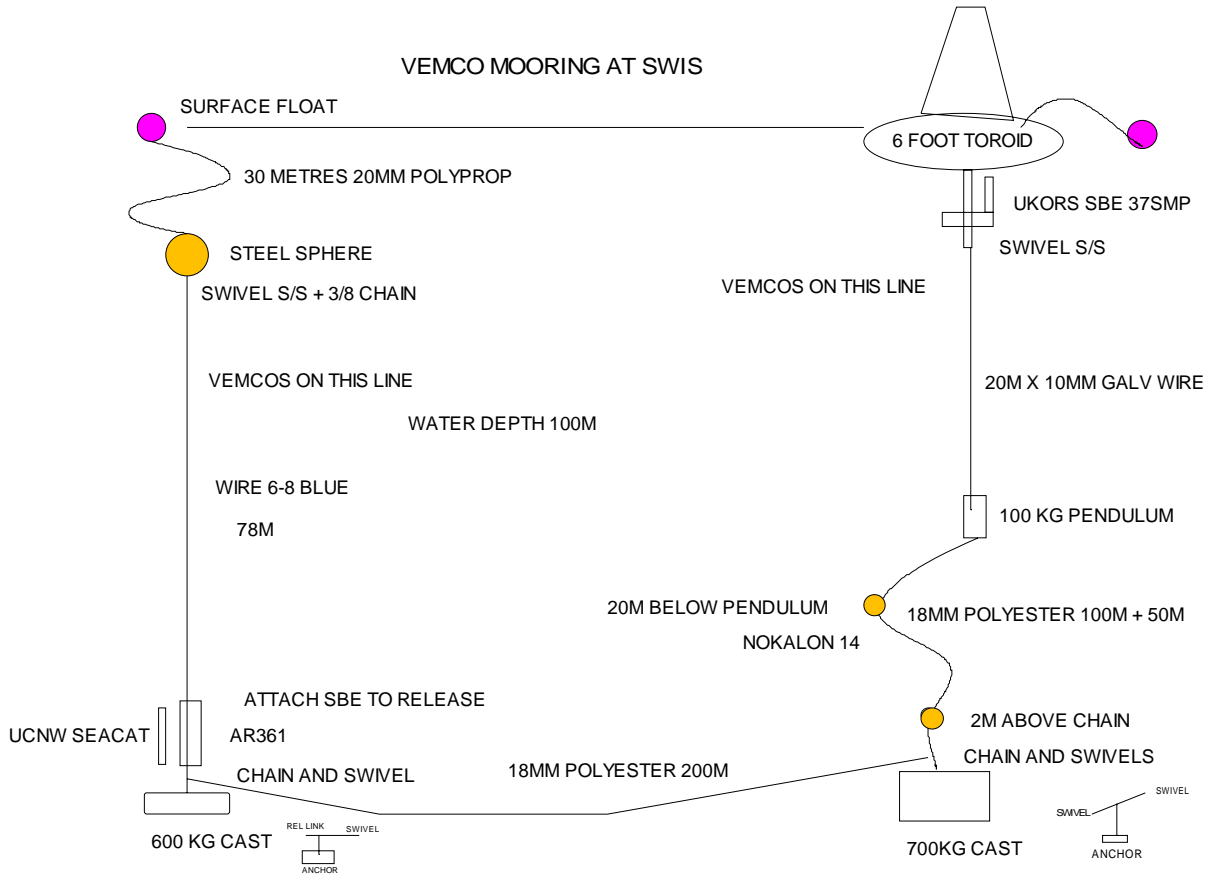 VEMCO MOORING AT SWIS
SURFACE FLOAT
6 FOOT TOROID
30 METRES 20MM POLYPROP
UKORS SBE 37SMP
STEEL SPHERE
SWIVEL S/S
SWIVEL S/S + 3/8 CHAIN
VEMCOS ON THIS LINE
VEMCOS ON THIS LINE
20M X 10MM GALV WIRE
WATER DEPTH 100M
WIRE 6-8 BLUE
78M
100 KG PENDULUM
20M BELOW PENDULUM
18MM POLYESTER 100M + 50M
NOKALON 14
ATTACH SBE TO RELEASE
UCNW SEACAT
AR361
2M ABOVE CHAIN
CHAIN AND SWIVEL
18MM POLYESTER 200M
CHAIN AND SWIVELS
600 KG CAST
REL LINK
SWIVEL
ANCHOR
700KG CAST
SWIVEL
SWIVEL
ANCHOR